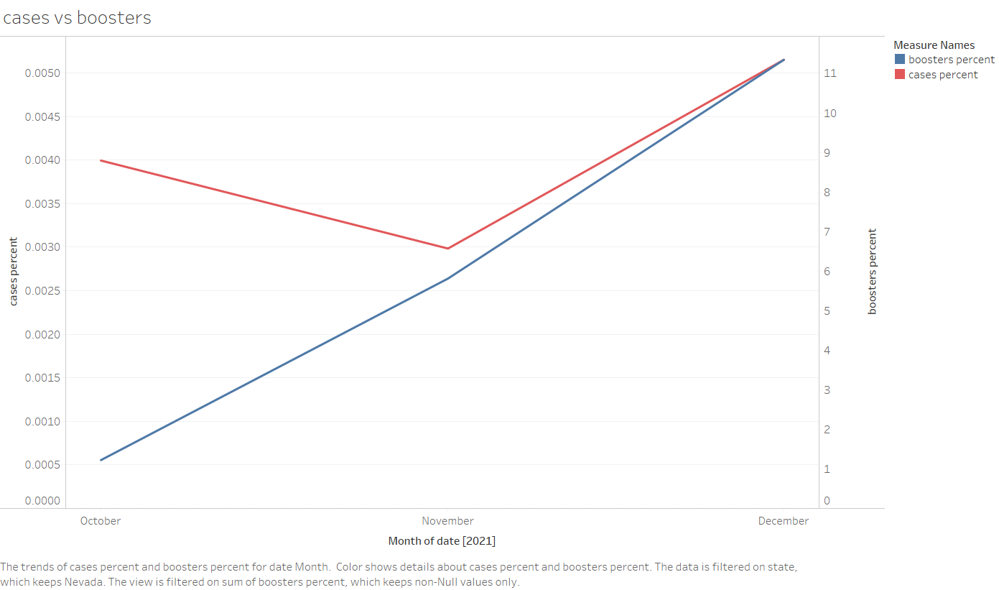 cases vs boosters
Measure Names
boosters percent
cases percent
0.0050
0.0045
0.0040
0.0035
0.0030
0.0025
0.0020
0.0015
0.0010
0.0005
0.0000
cases percent
11
10
9
8
7
6
5
4
3
2
1
0
boosters percent
October
November
December
Month of date [2021]
The trends of cases percent and boosters percent for date Month.  Color shows details about cases percent and boosters percent. The data is filtered on state,
which keeps Nevada. The view is filtered on sum of boosters percent, which keeps non-Null values only.